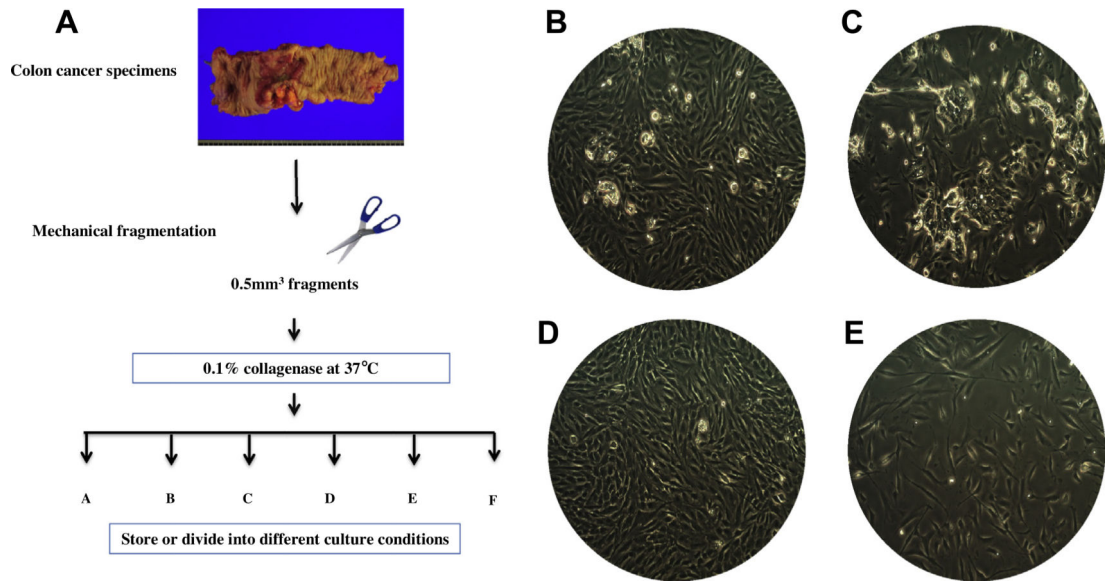 A
Colon cancer specimens
Mechanical fragmentation
0.5mm³ fragments
0.1% collagenase at 37°C
A B C D E F
Store or divide into different culture conditions
B
C
D
E